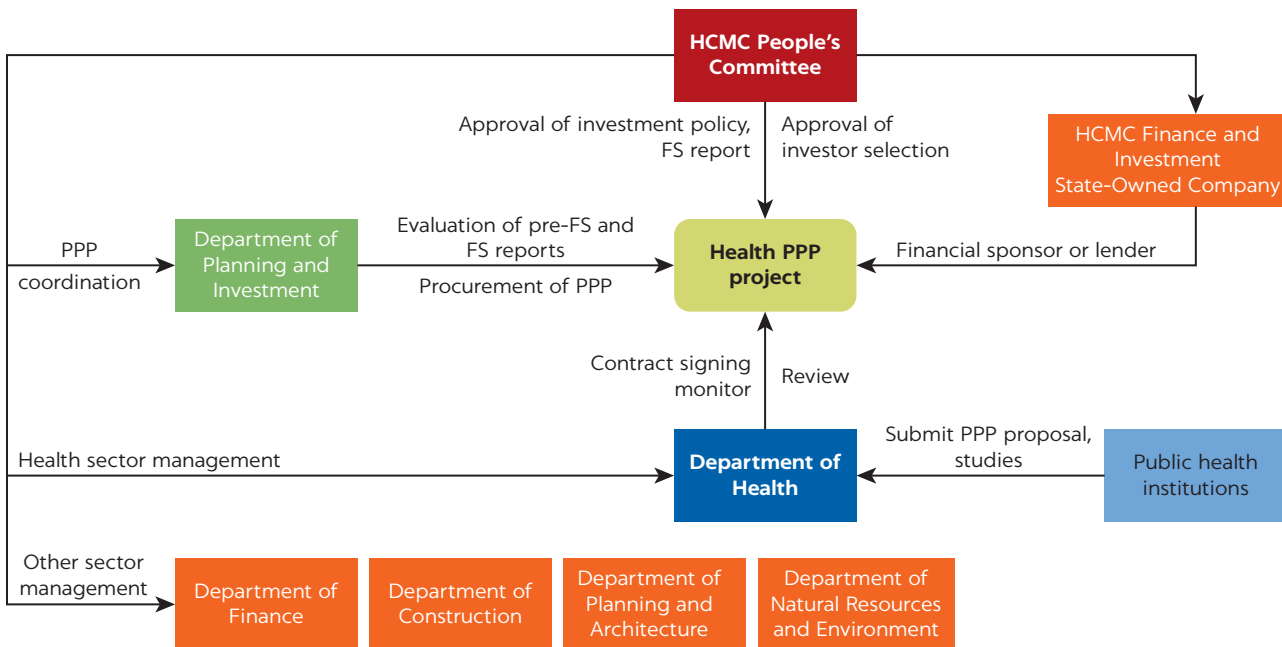 HCMC People’s
Committee
Approval of investment policy,
FS report
Approval of
investor selection
HCMC Finance and
Investment
State-Owned Company
PPP
coordination
Department of
Planning and
Investment
Evaluation of pre-FS and
FS reports
Procurement of PPP
Health PPP
project
Financial sponsor or lender
Contract signing
monitor
Review
Health sector management
Department of
Health
Submit PPP proposal,
studies
Public health
institutions
Other sector
management
Department of
Finance
Department of
Construction
Department of
Planning and
Architecture
Department of
Natural Resources
and Environment